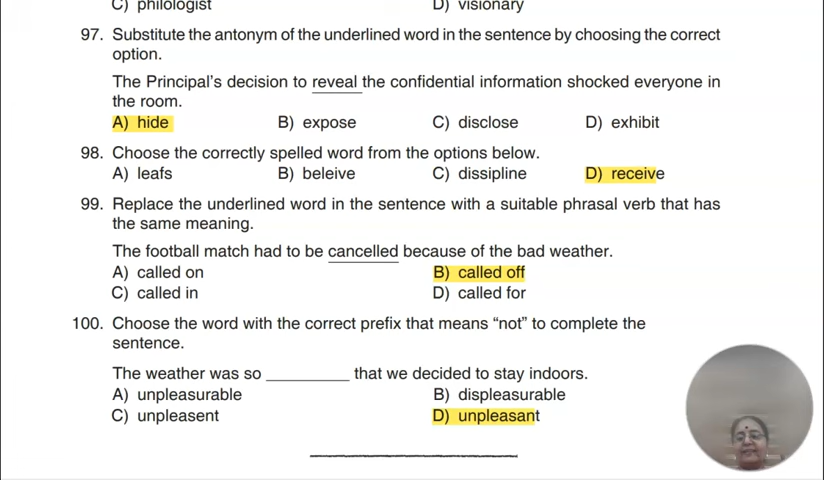 C) philologist D) visionary
97. Substitute the antonym of the underlined word in the sentence by choosing the correct
option.
The Principal's decision to reveal the confidential information shocked everyone in
the room.
A) hide B) expose C) disclose D) exhibit
98. Choose the correctly spelled word from the options below.
A) leafs B) beleive C) dissipline D) receive
99. Replace the underlined word in the sentence with a suitable phrasal verb that has
the same meaning.
The football match had to be cancelled because of the bad weather.
A) called on B) called off
C) called in D) called for
100. Choose the word with the correct prefix that means “not” to complete the
sentence.
The weather was so __________ that we decided to stay indoors.
A) unpleasurable B) displeasurable
C) unpleasent D) unpleasant